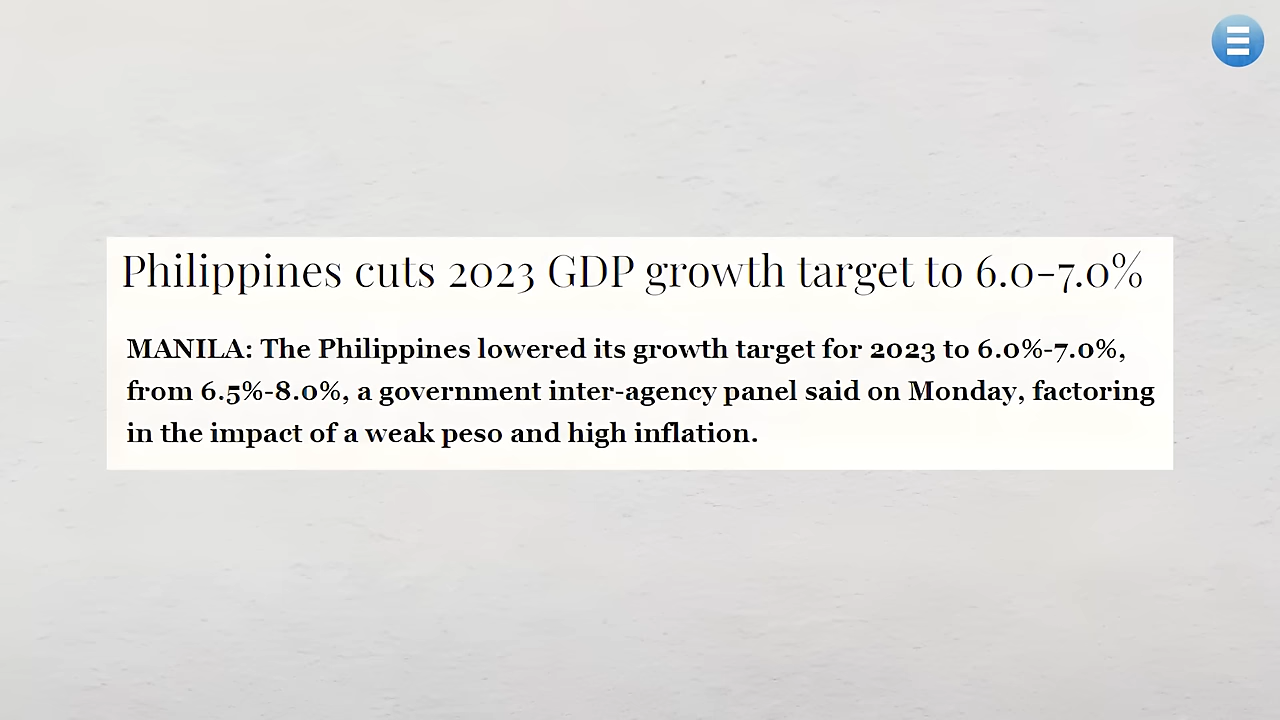 Philippines cuts 2023 GDP growth target to 6.0-7.0%
MANILA: The Philippines lowered its growth target for 2023 to 6.0%-7.0%,
from 6.5%-8.0%, a government inter-agency panel said on Monday, factoring
in the impact of a weak peso and high inflation.